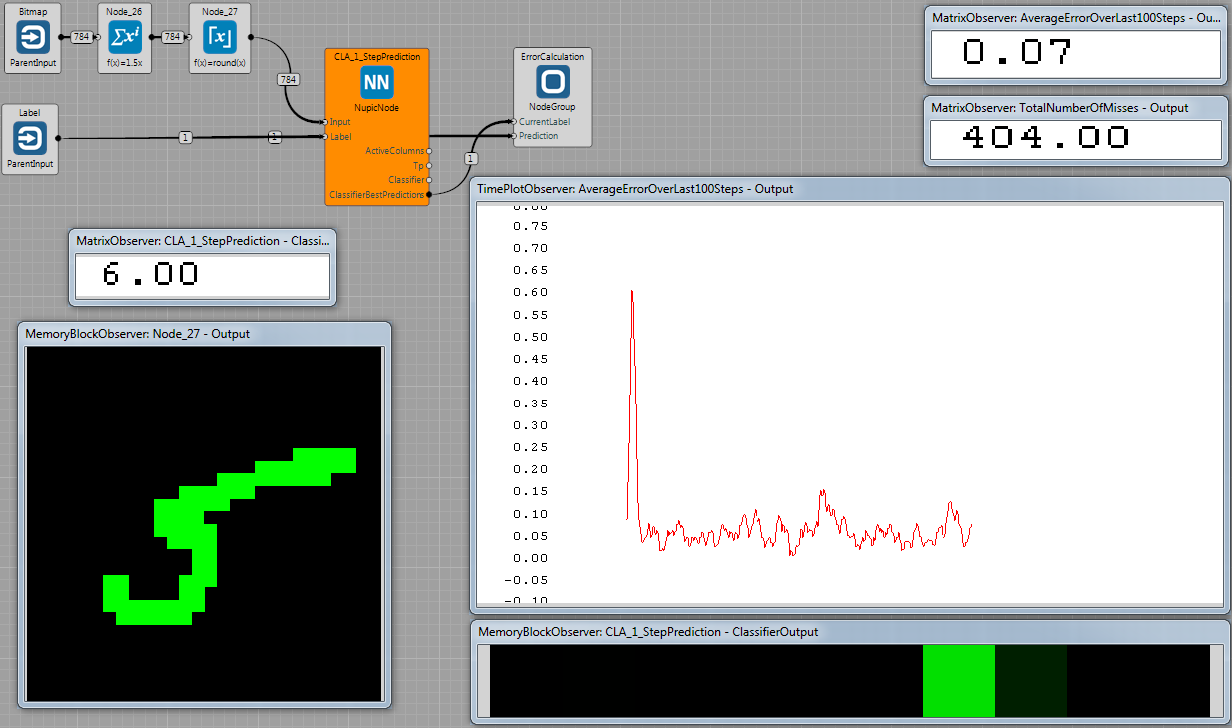 Bitmap
ParentInput
784
Node_26
Σxⁱ
f(x)=1.5x
784
Node_27
⌈x⌋
f(x)=round(x)
784
Label
ParentInput
1
1
CLA_1_StepPrediction
NN
NupicNode
Input
Label
ActiveColumns
Tp
Classifier
ClassifierBestPredictions
1
ErrorCalculation
NodeGroup
CurrentLabel
Prediction
MatrixObserver: AverageErrorOverLast100Steps - Ou...
0.07
MatrixObserver: TotalNumberOfMisses - Output
404.00
MatrixObserver: CLA_1_StepPrediction - Classi...
6.00
MemoryBlockObserver: Node_27 - Output
TimePlotObserver: AverageErrorOverLast100Steps - Output
0.80
0.75
0.70
0.65
0.60
0.55
0.50
0.45
0.40
0.35
0.30
0.25
0.20
0.15
0.10
0.05
0.00
-0.05
-0.10
MemoryBlockObserver: CLA_1_StepPrediction - ClassifierOutput